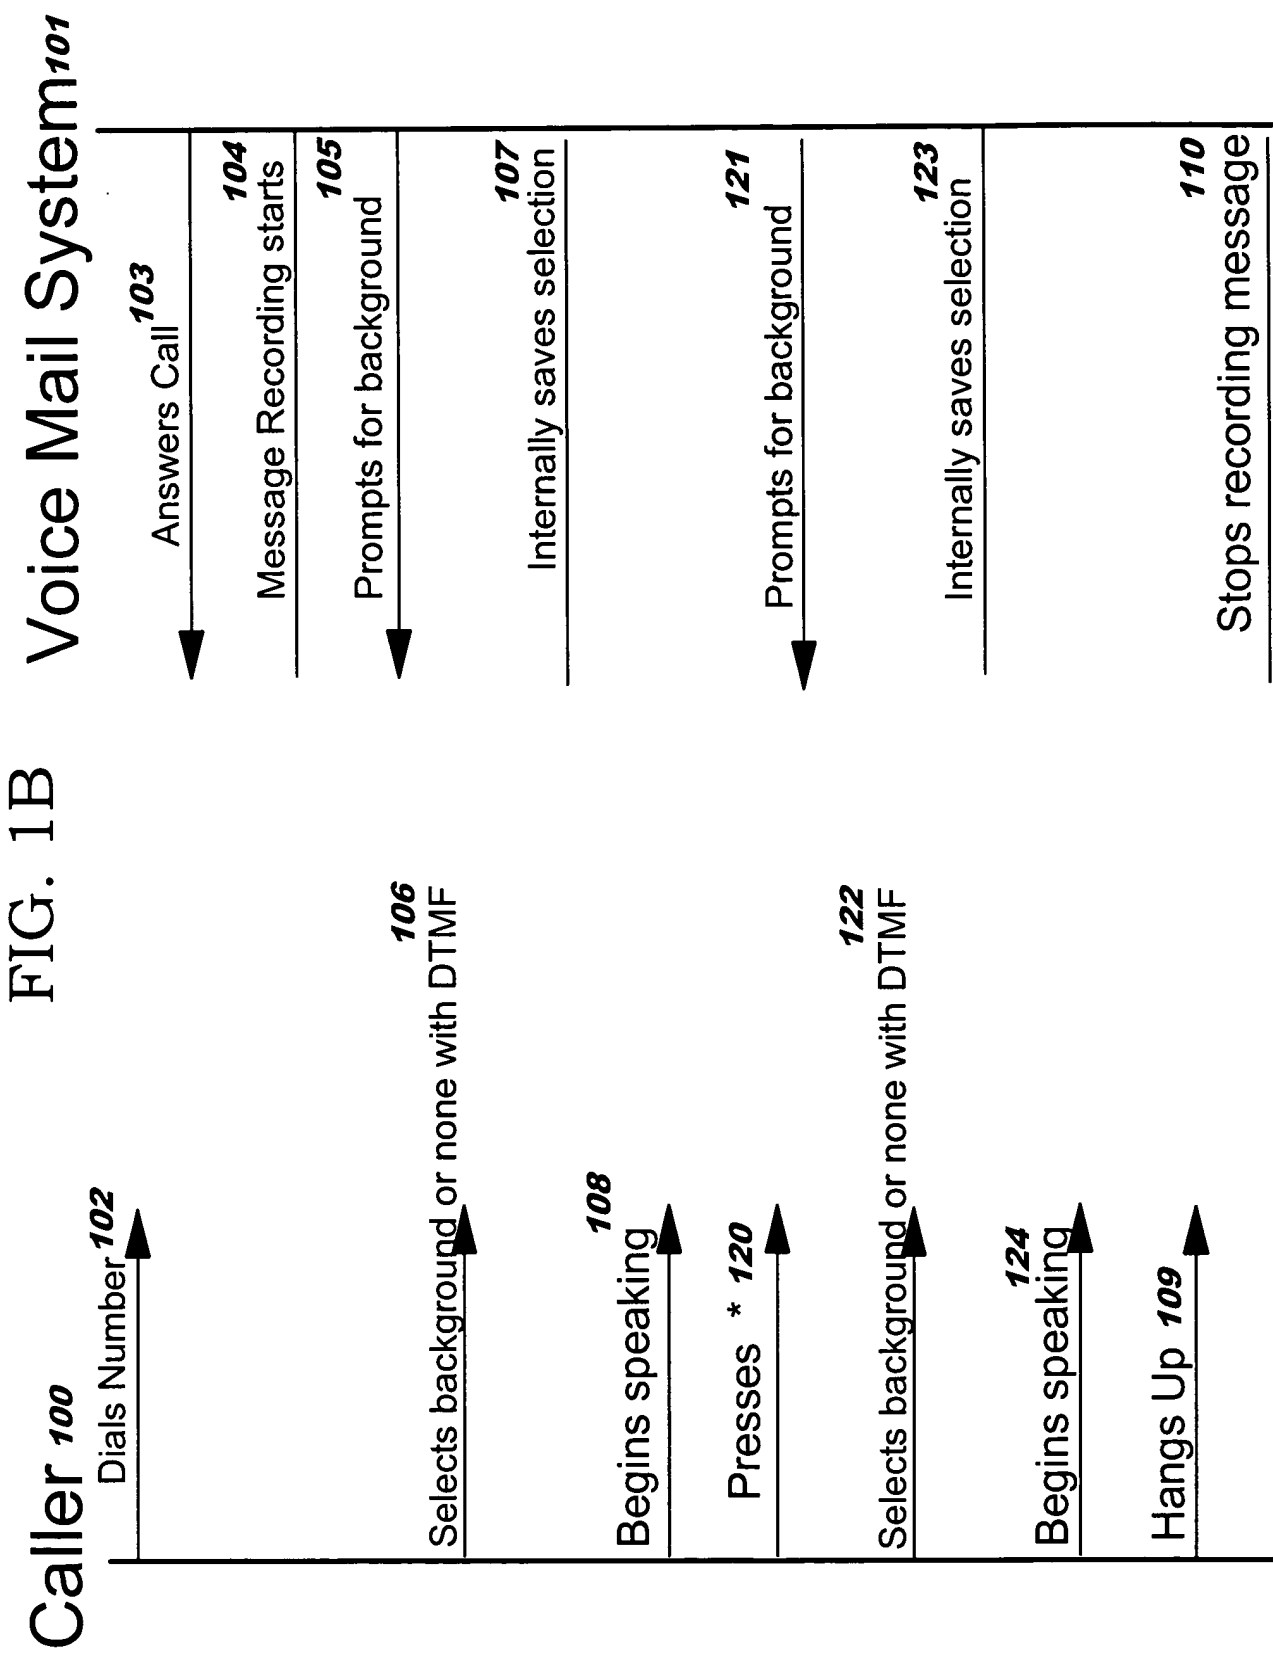 FIG. 1B
Caller 100
Voice Mail System 101
Dials Number 102
Answers Call 103
Message Recording starts 104
Prompts for background 105
Selects background or none with DTMF 106
Internally saves selection 107
Begins speaking 108
Presses * 120
Prompts for background 121
Selects background or none with DTMF 122
Internally saves selection 123
Begins speaking 124
Hangs Up 109
Stops recording message 110